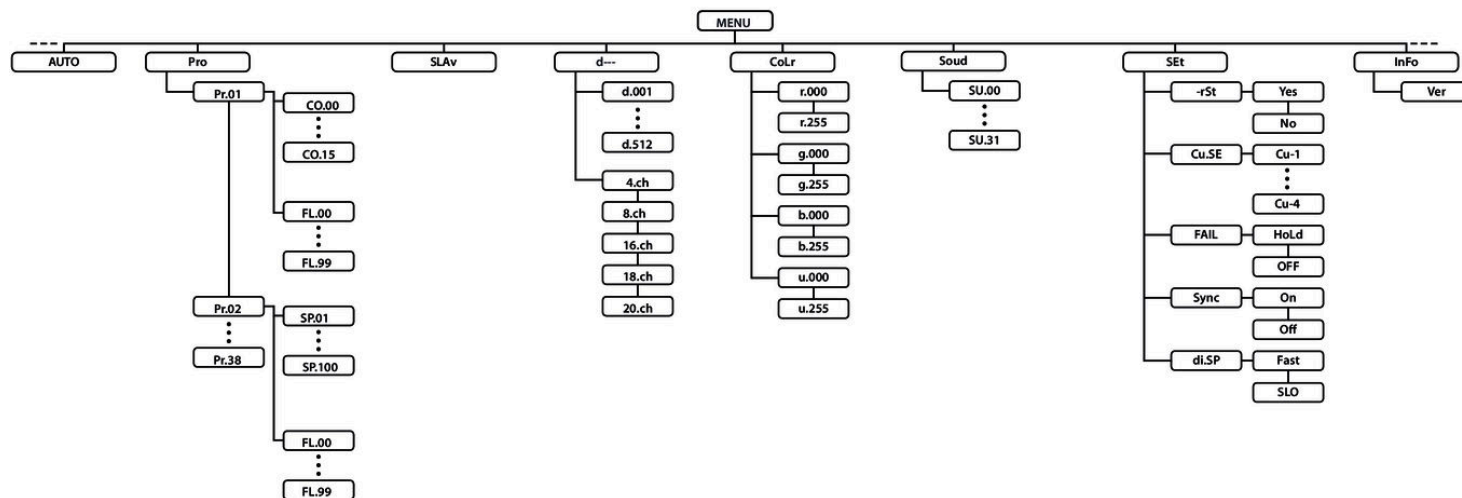 MENU
AUTO
Pro
SLAv
d---
CoLr
Soud
SEt
InFo
Pr.01
CO.00
CO.15
FL.00
FL.99
Pr.02
Pr.38
SP.01
SP.100
FL.00
FL.99
d.001
d.512
4.ch
8.ch
16.ch
18.ch
20.ch
r.000
r.255
g.000
g.255
b.000
b.255
u.000
u.255
SU.00
SU.31
-rSt
Yes
No
Cu.SE
Cu-1
Cu-4
FAIL
HoLd
OFF
Sync
On
Off
di.SP
Fast
SLO
Ver